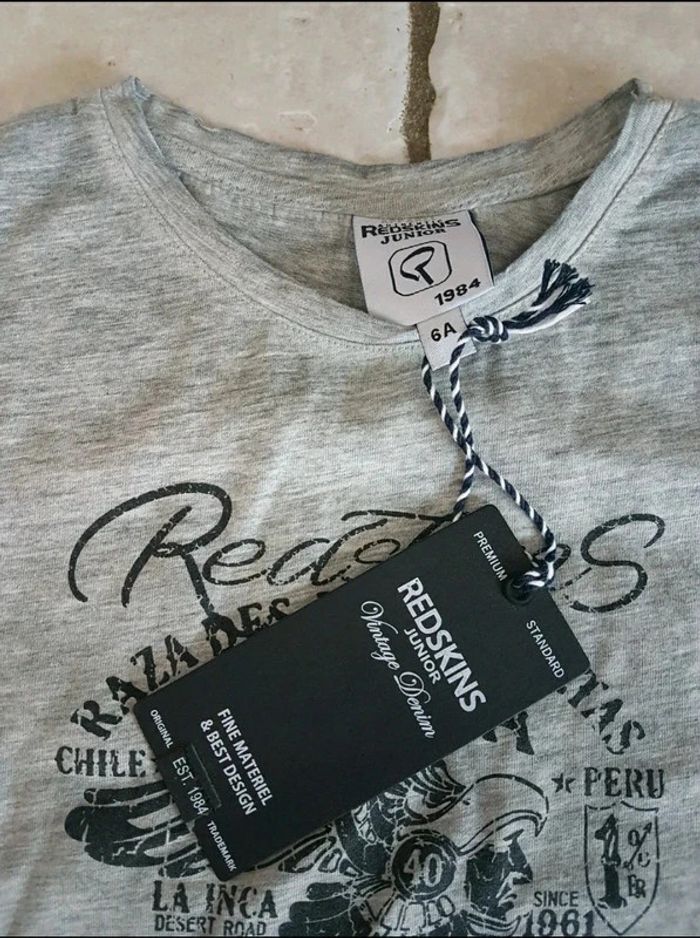 REDSKINS
JUNIOR
1984
6A
Reds
S
RAZA DES
TAS
CHILE
PERU
PREMIUM
STANDARD
REDSKINS
JUNIOR
Vintage Denim
FINE MATERIEL
& BEST DESIGN
ORIGINAL
EST. 1984
TRADEMARK
40
LA INCA
DESERT ROAD
SINCE
1961